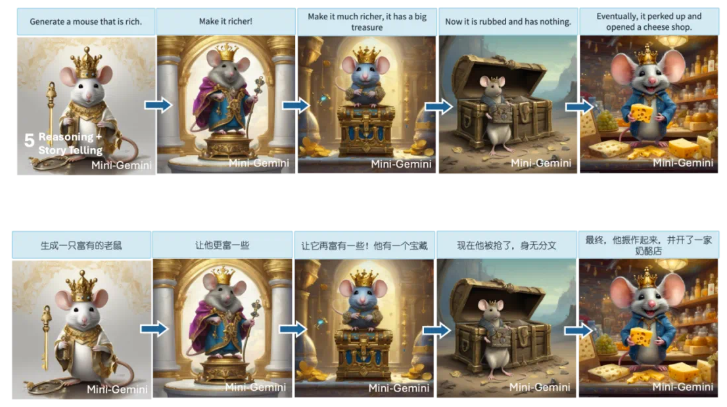 Generate a mouse that is rich.
Make it richer!
Make it much richer, it has a big
treasure
Now it is rubbed and has nothing.
Eventually, it perked up and
opened a cheese shop.
5 Reasoning +
Story Telling
Mini-Gemini
Mini-Gemini
Mini-Gemini
Mini-Gemini
Mini-Gemini
生成一只富有的老鼠
让他更富一些
让它再富有一些！他有一个宝藏
现在他被抢了，身无分文
最终，他振作起来，并开了一家
奶酪店
Mini-Gemini
Mini-Gemini
Mini-Gemini
Mini-Gemini
Mini-Gemini